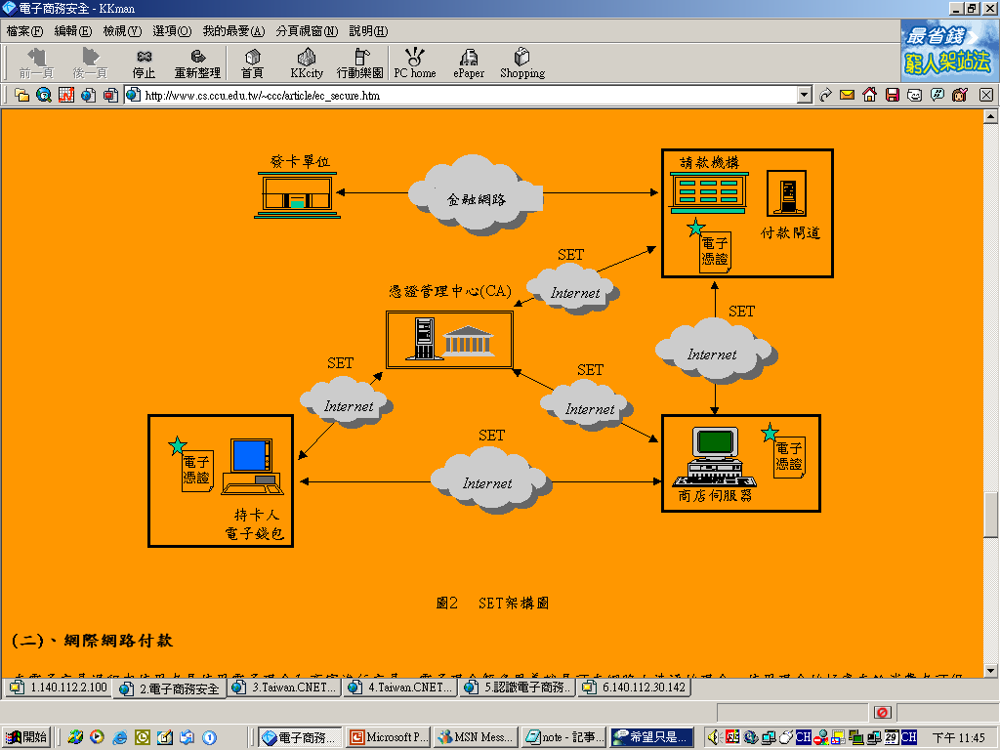 電子商務安全 - KKman
檔案(F) 編輯(E) 檢視(V) 選項(O) 我的最愛(A) 分頁視窗(N) 說明(H)
最省錢
窮人架站法
前一頁 後一頁 停止 重新整理 首頁 KKcity 行動樂園 PC home ePaper Shopping
http://www.cs.ccu.edu.tw/~ccc/article/ec_secure.htm
發卡單位
金融網路
請款機構
付款閘道
電子
憑證
SET
Internet
憑證管理中心(CA)
SET
Internet
SET
Internet
SET
Internet
SET
Internet
電子
憑證
持卡人
電子錢包
電子
憑證
商店伺服器
圖2 SET架構圖
(二)、網際網路付款
1.140.112.2.100 2.電子商務安全 3.Taiwan.CNET... 4.Taiwan.CNET... 5.認識電子商務.. 6.140.112.30.142
開始 電子商務... Microsoft P... MSN Mess... note - 記事... 希望只是... CH 29 CH 下午 11:45